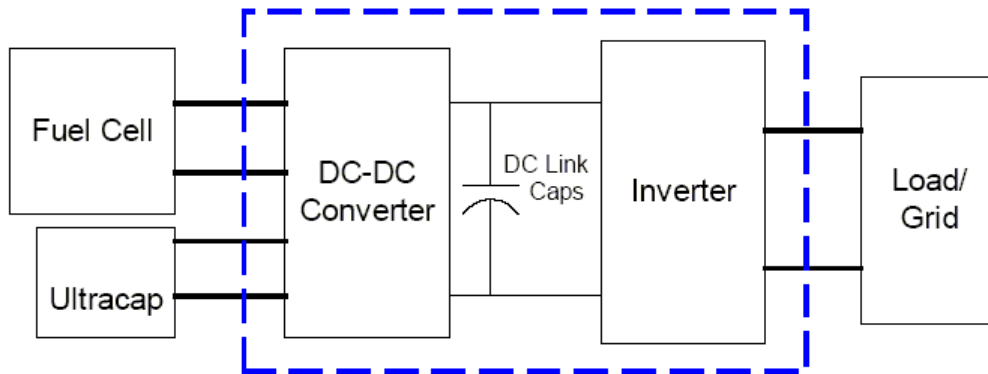 Fuel Cell
Ultracap
DC-DC
Converter
DC Link
Caps
Inverter
Load/
Grid